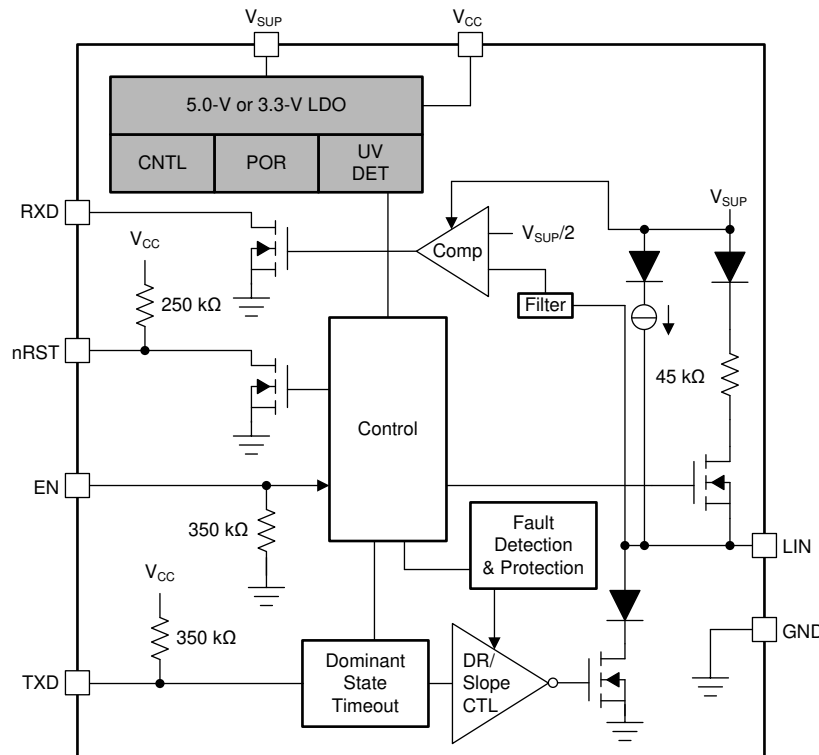 VSUP
VCC
5.0-V or 3.3-V LDO
CNTL
POR
UV
DET
RXD
VCC
250 kΩ
Comp
VSUP/2
Filter
VSUP
nRST
45 kΩ
Control
EN
350 kΩ
Fault
Detection
& Protection
LIN
VCC
350 kΩ
GND
TXD
Dominant
State
Timeout
DR/
Slope
CTL